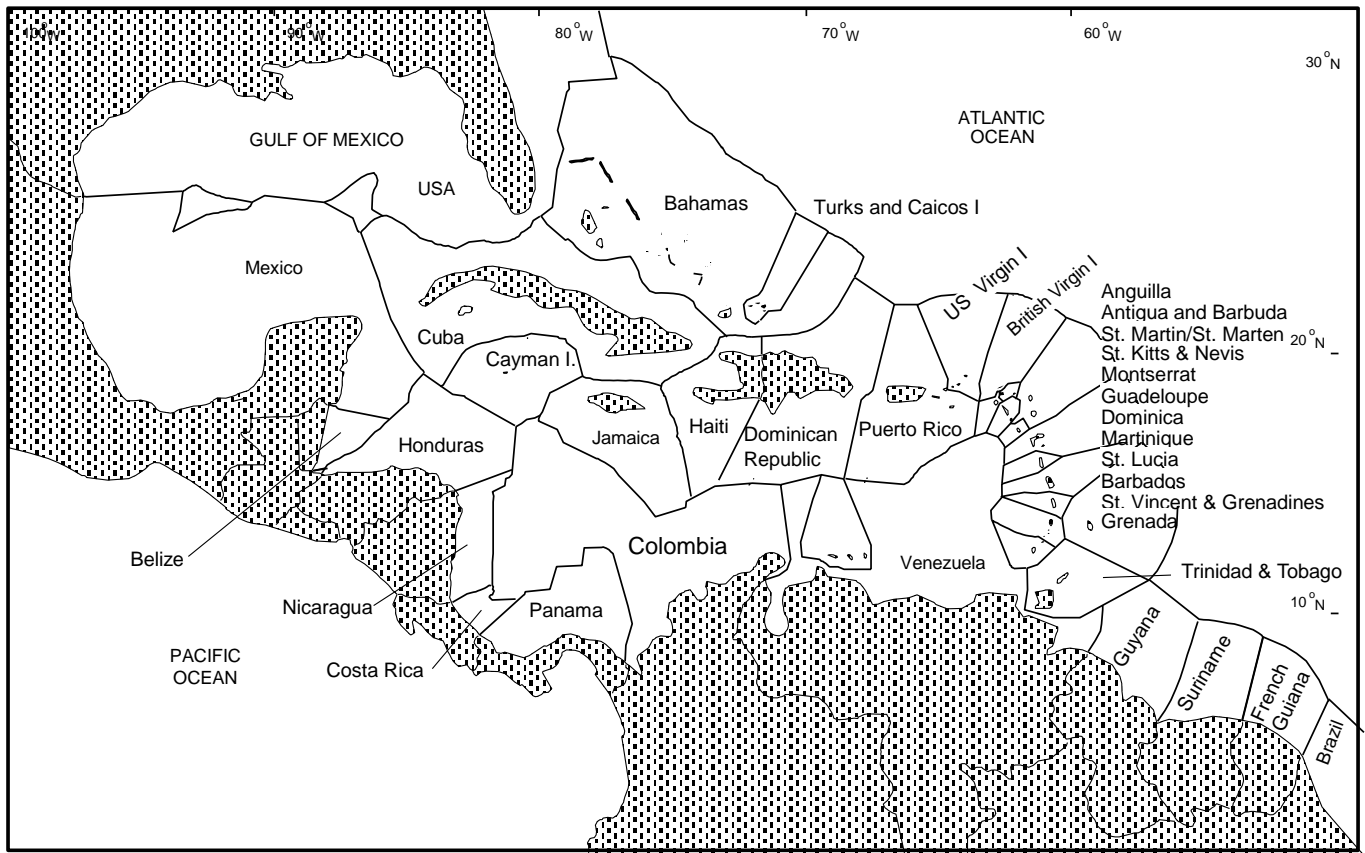 100°W
90°W
80°W
70°W
60°W
30°N
ATLANTIC
OCEAN
GULF OF MEXICO
USA
Bahamas
Turks and Caicos I
Mexico
US Virgin I
British Virgin I
Anguilla
Antigua and Barbuda
St. Martin/St. Marten
20°N
St. Kitts & Nevis
Montserrat
Guadeloupe
Dominica
Martinique
St. Lucia
Barbados
St. Vincent & Grenadines
Grenada
Cuba
Cayman I.
Honduras
Jamaica
Haiti
Dominican
Republic
Puerto Rico
Belize
Colombia
Venezuela
Trinidad & Tobago
Nicaragua
Panama
10°N
Costa Rica
PACIFIC
OCEAN
Guyana
Suriname
French
Guiana
Brazil